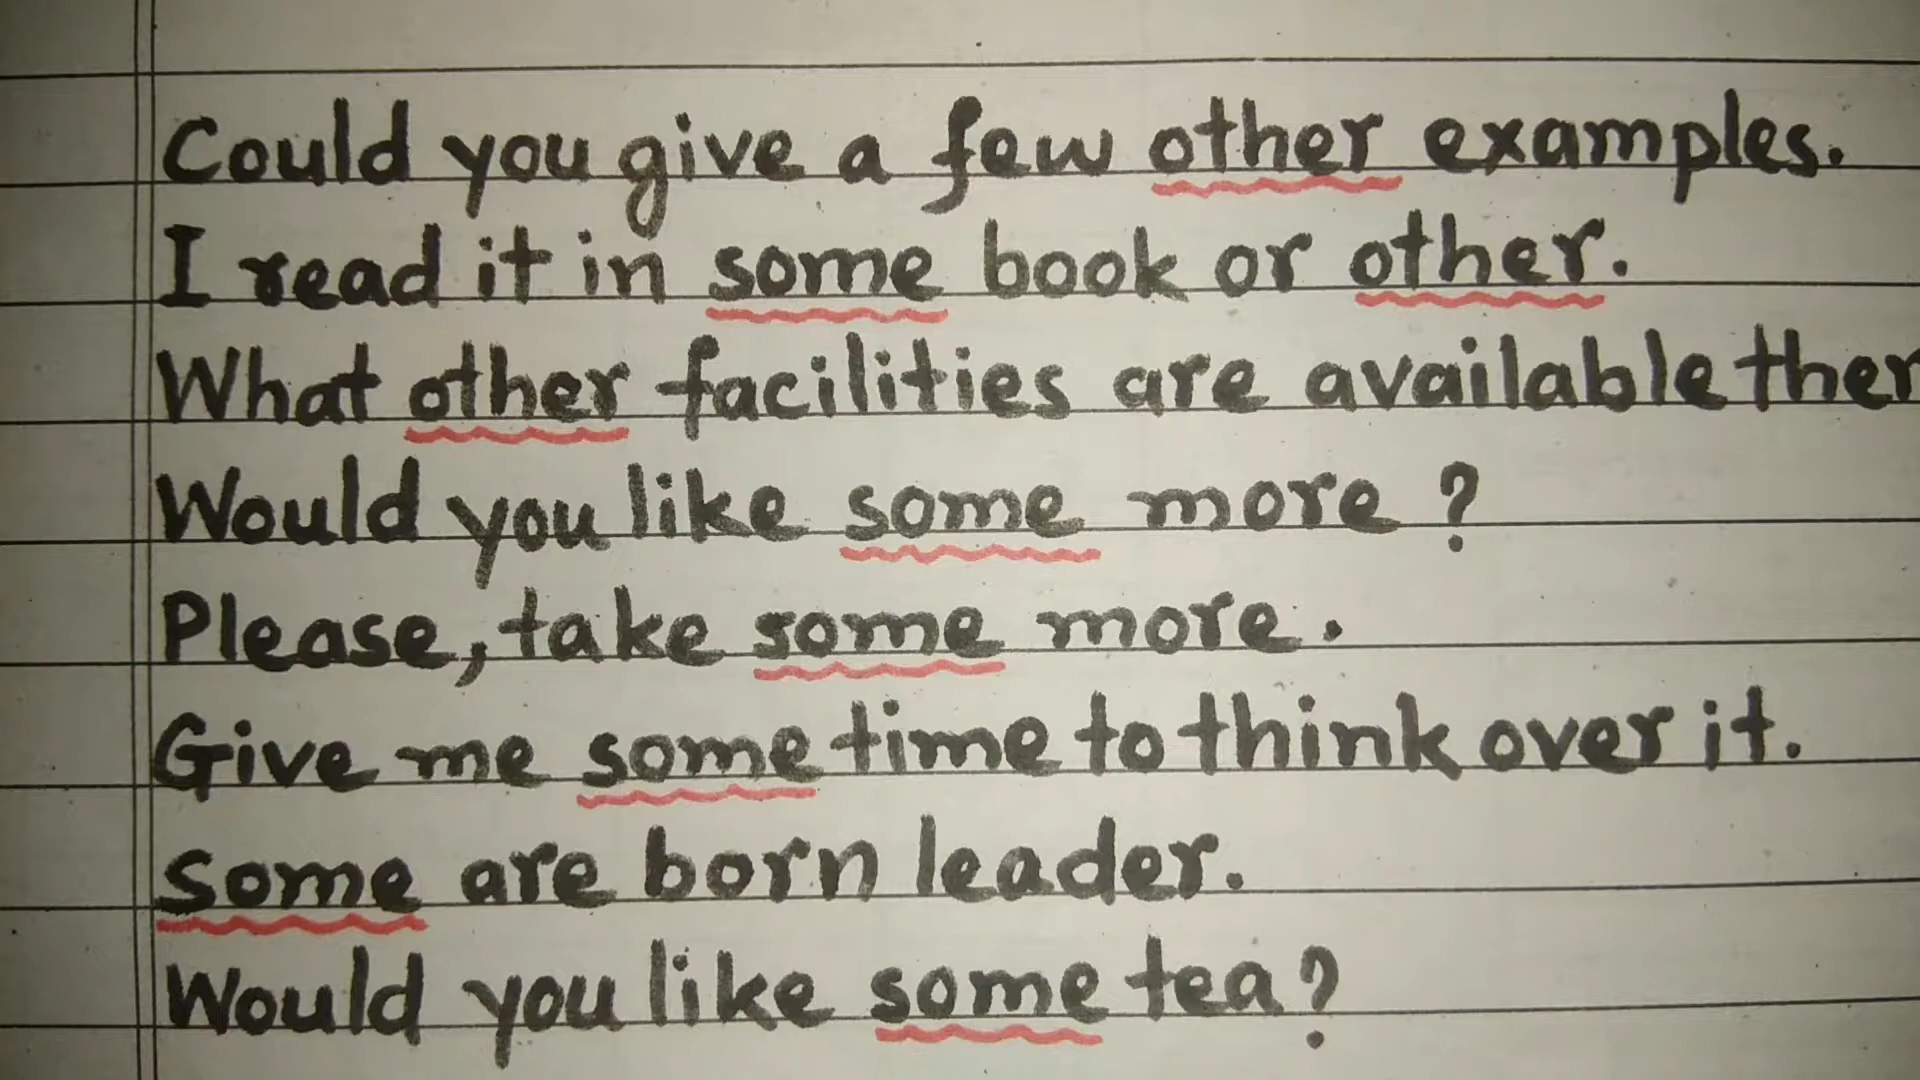 Could you give a few other examples.
I read it in some book or other.
What other facilities are available ther
Would you like some more ?
Please, take some more.
Give me some time to think over it.
Some are born leader.
Would you like some tea?